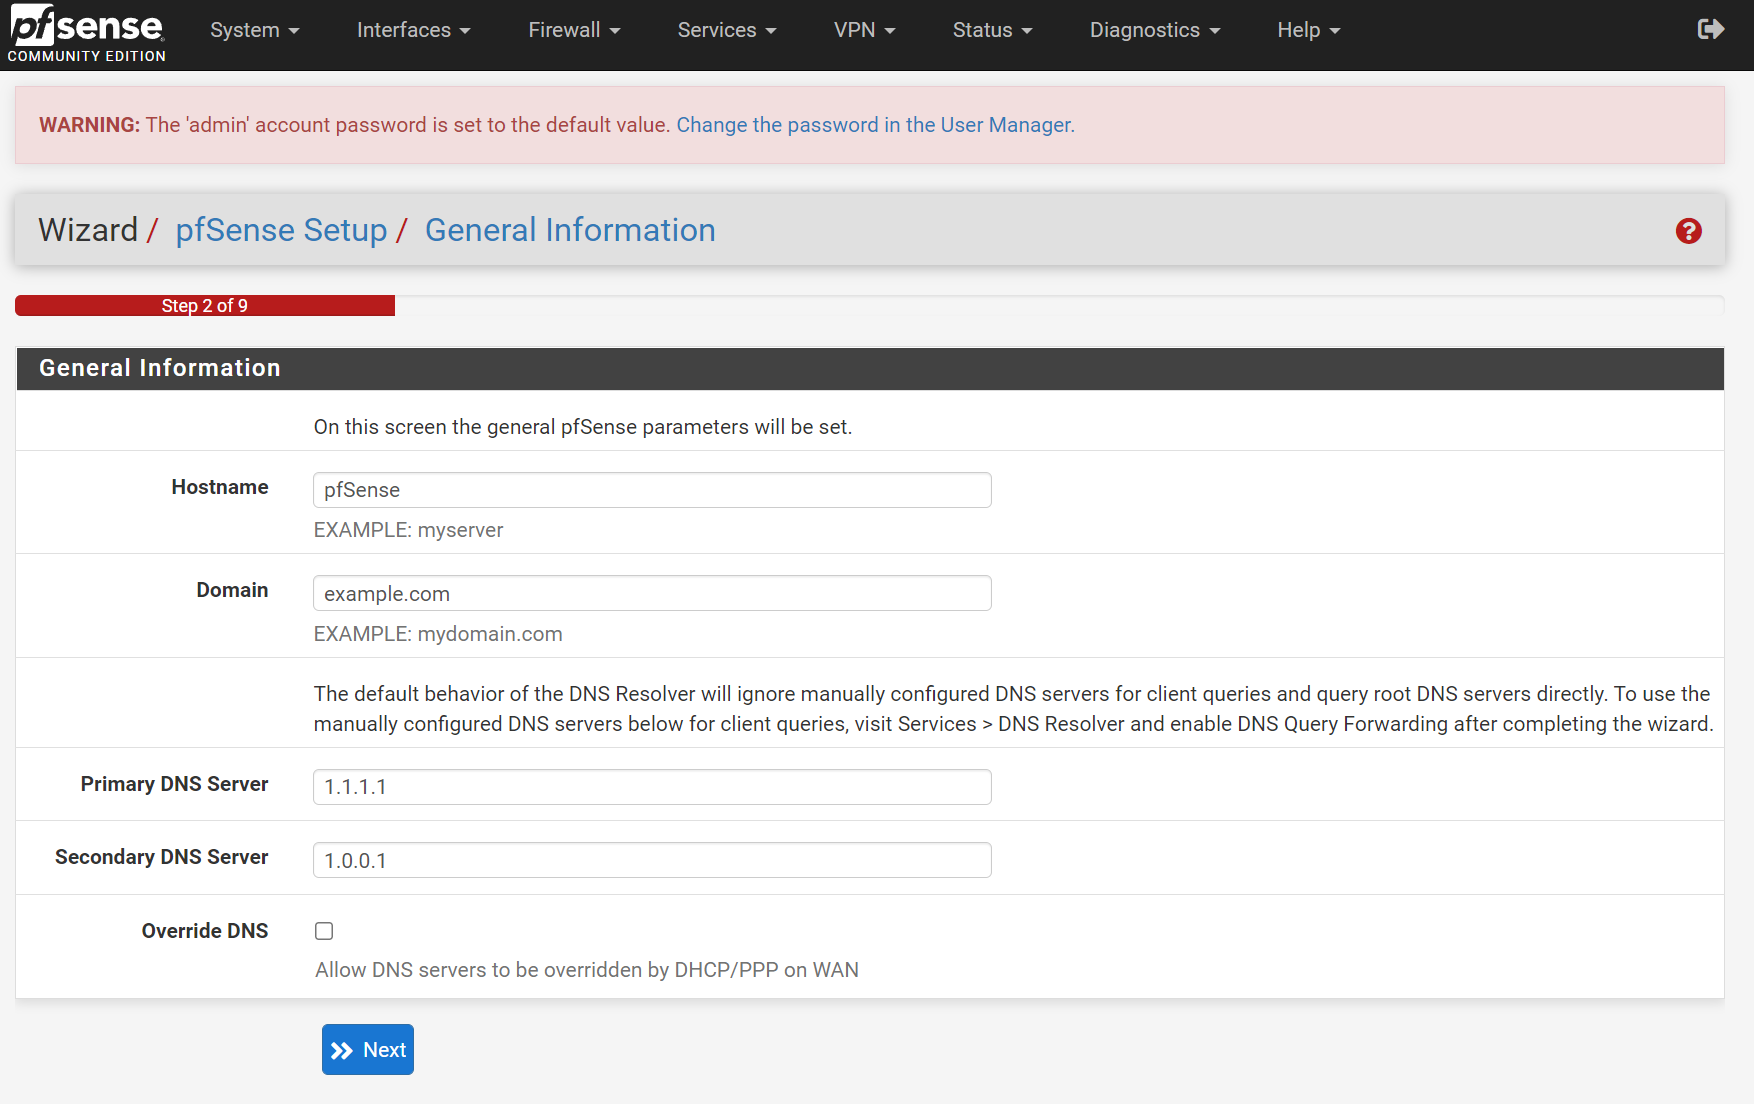 pfsense
COMMUNITY EDITION
System Interfaces Firewall Services VPN Status Diagnostics Help
WARNING: The 'admin' account password is set to the default value. Change the password in the User Manager.
Wizard / pfSense Setup / General Information
Step 2 of 9
General Information
On this screen the general pfSense parameters will be set.
Hostname pfSense
EXAMPLE: myserver
Domain example.com
EXAMPLE: mydomain.com
The default behavior of the DNS Resolver will ignore manually configured DNS servers for client queries and query root DNS servers directly. To use the
manually configured DNS servers below for client queries, visit Services > DNS Resolver and enable DNS Query Forwarding after completing the wizard.
Primary DNS Server 1.1.1.1
Secondary DNS Server 1.0.0.1
Override DNS
Allow DNS servers to be overridden by DHCP/PPP on WAN
Next